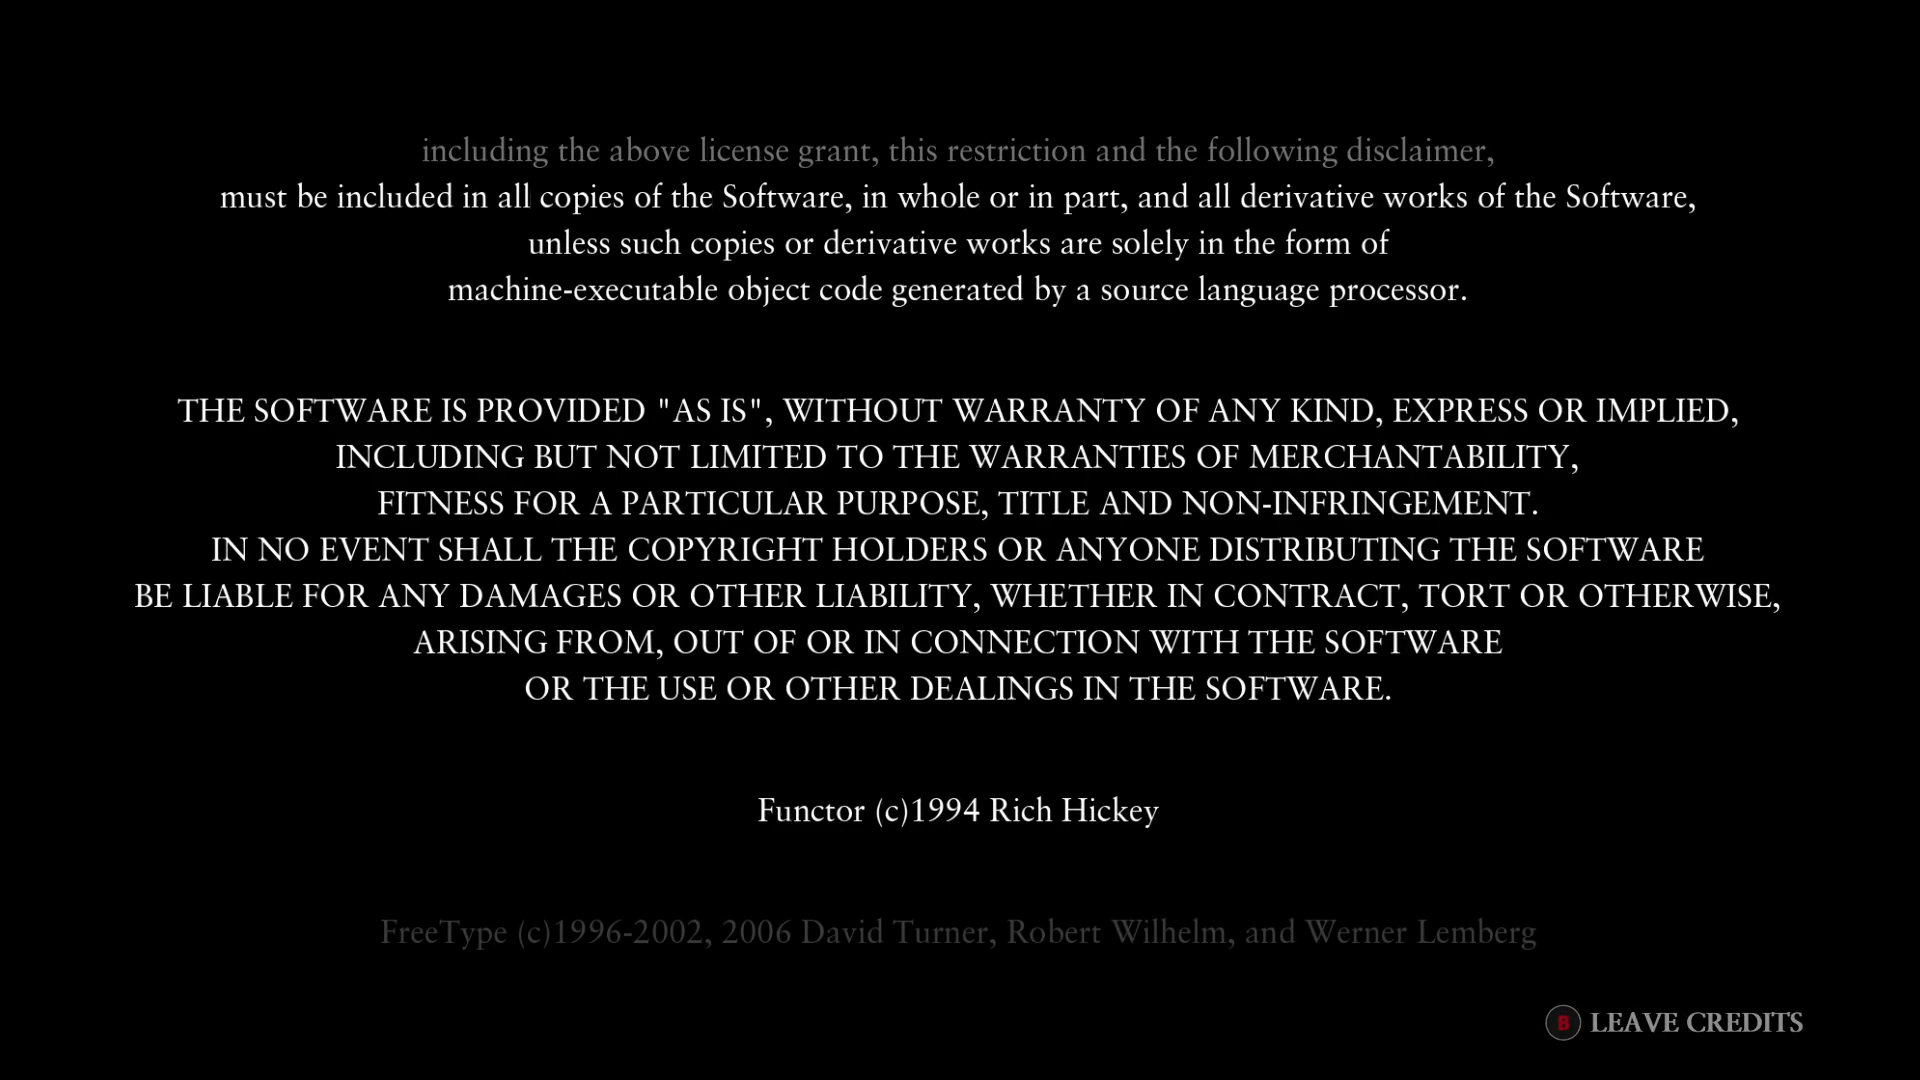 including the above license grant, this restriction and the following disclaimer,
must be included in all copies of the Software, in whole or in part, and all derivative works of the Software,
unless such copies or derivative works are solely in the form of
machine-executable object code generated by a source language processor.
THE SOFTWARE IS PROVIDED "AS IS", WITHOUT WARRANTY OF ANY KIND, EXPRESS OR IMPLIED,
INCLUDING BUT NOT LIMITED TO THE WARRANTIES OF MERCHANTABILITY,
FITNESS FOR A PARTICULAR PURPOSE, TITLE AND NON-INFRINGEMENT.
IN NO EVENT SHALL THE COPYRIGHT HOLDERS OR ANYONE DISTRIBUTING THE SOFTWARE
BE LIABLE FOR ANY DAMAGES OR OTHER LIABILITY, WHETHER IN CONTRACT, TORT OR OTHERWISE,
ARISING FROM, OUT OF OR IN CONNECTION WITH THE SOFTWARE
OR THE USE OR OTHER DEALINGS IN THE SOFTWARE.
Functor (c)1994 Rich Hickey
FreeType (c)1996-2002, 2006 David Turner, Robert Wilhelm, and Werner Lemberg
B LEAVE CREDITS